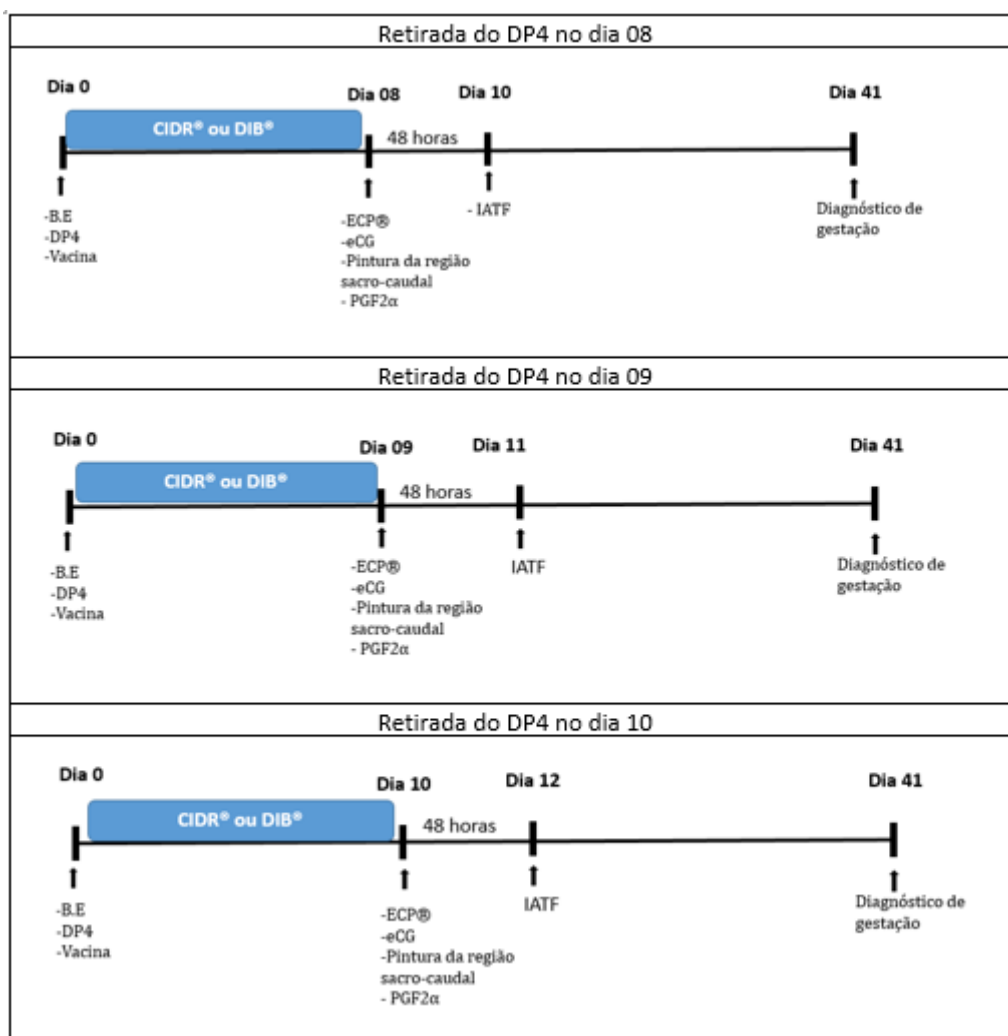 Retirada do DP4 no dia 08
Dia 0
Dia 08
Dia 10
Dia 41
CIDR® ou DIB®
48 horas
-B.E
-DP4
-Vacina
-ECP®
-eCG
-Pintura da região
sacro-caudal
- PGF2α
- IATF
Diagnóstico de
gestação
Retirada do DP4 no dia 09
Dia 0
Dia 09
Dia 11
Dia 41
CIDR® ou DIB®
48 horas
-B.E
-DP4
-Vacina
-ECP®
-eCG
-Pintura da região
sacro-caudal
- PGF2α
IATF
Diagnóstico de
gestação
Retirada do DP4 no dia 10
Dia 0
Dia 10
Dia 12
Dia 41
CIDR® ou DIB®
48 horas
-B.E
-DP4
-Vacina
-ECP®
-eCG
-Pintura da região
sacro-caudal
- PGF2α
IATF
Diagnóstico de
gestação